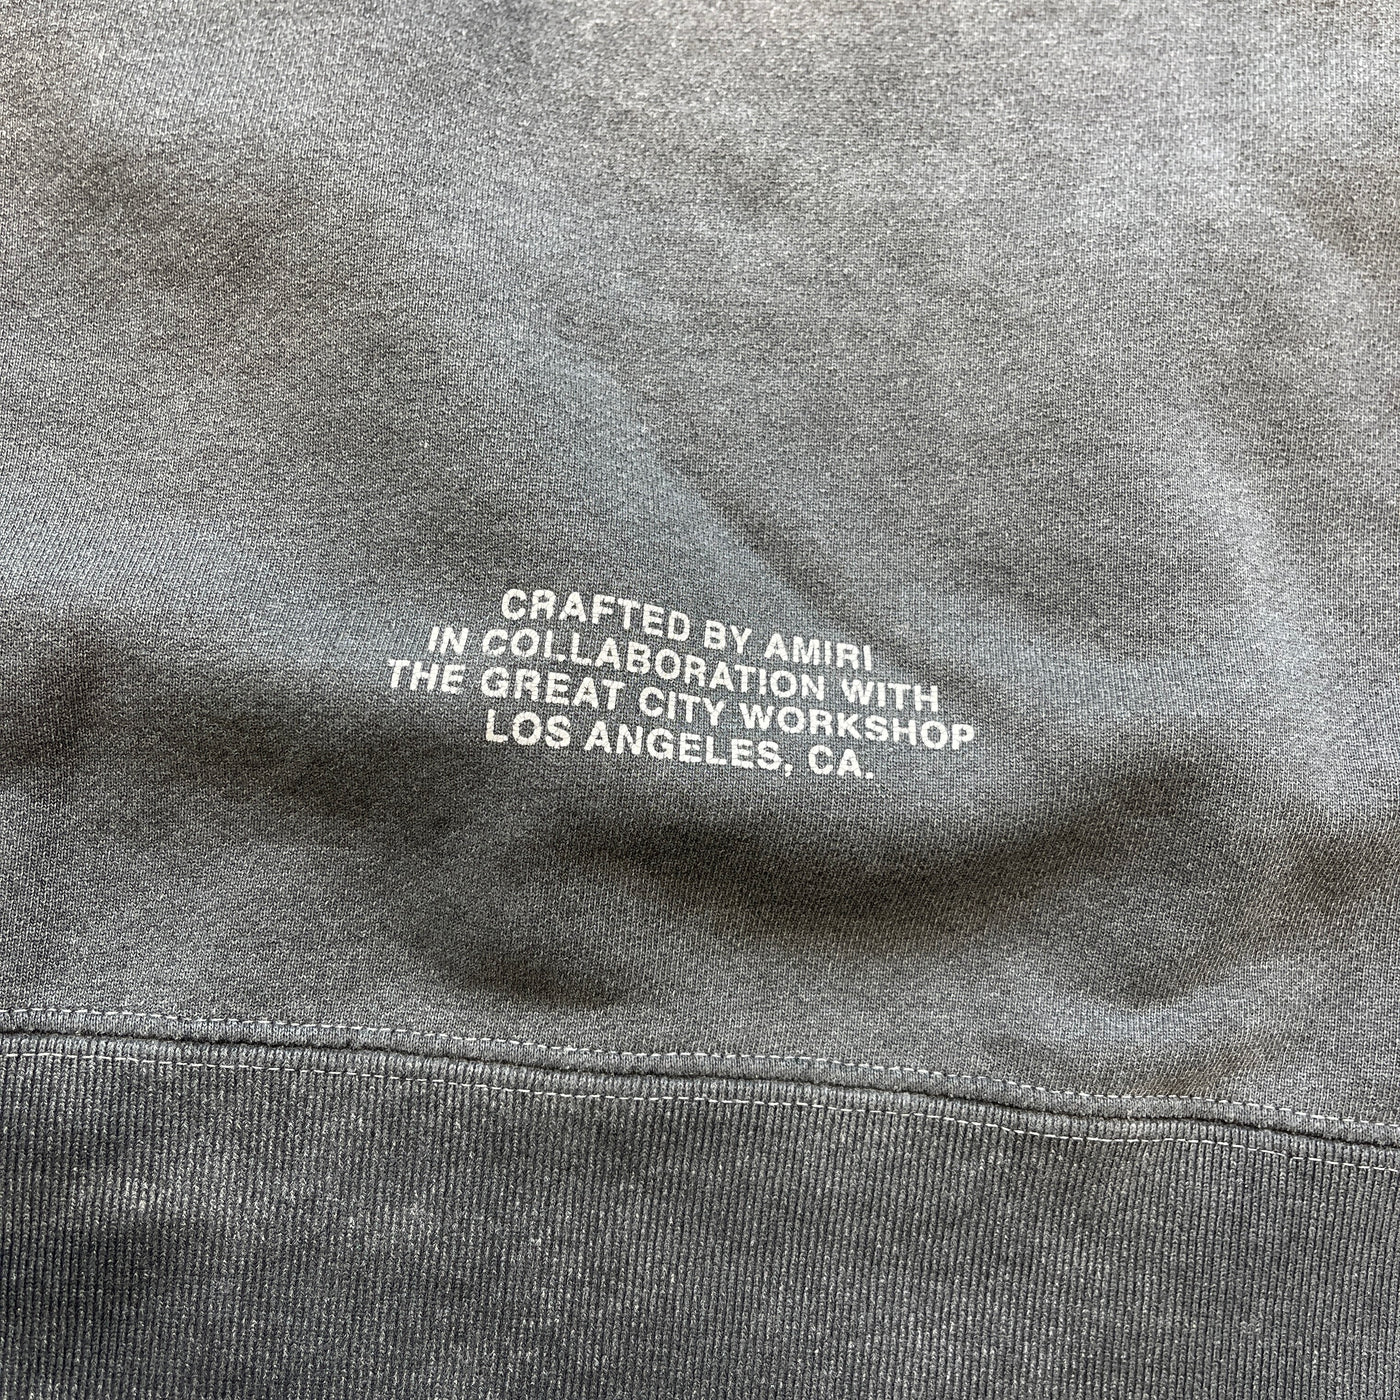 CRAFTED BY AMIRI
IN COLLABORATION WITH
THE GREAT CITY WORKSHOP
LOS ANGELES, CA.